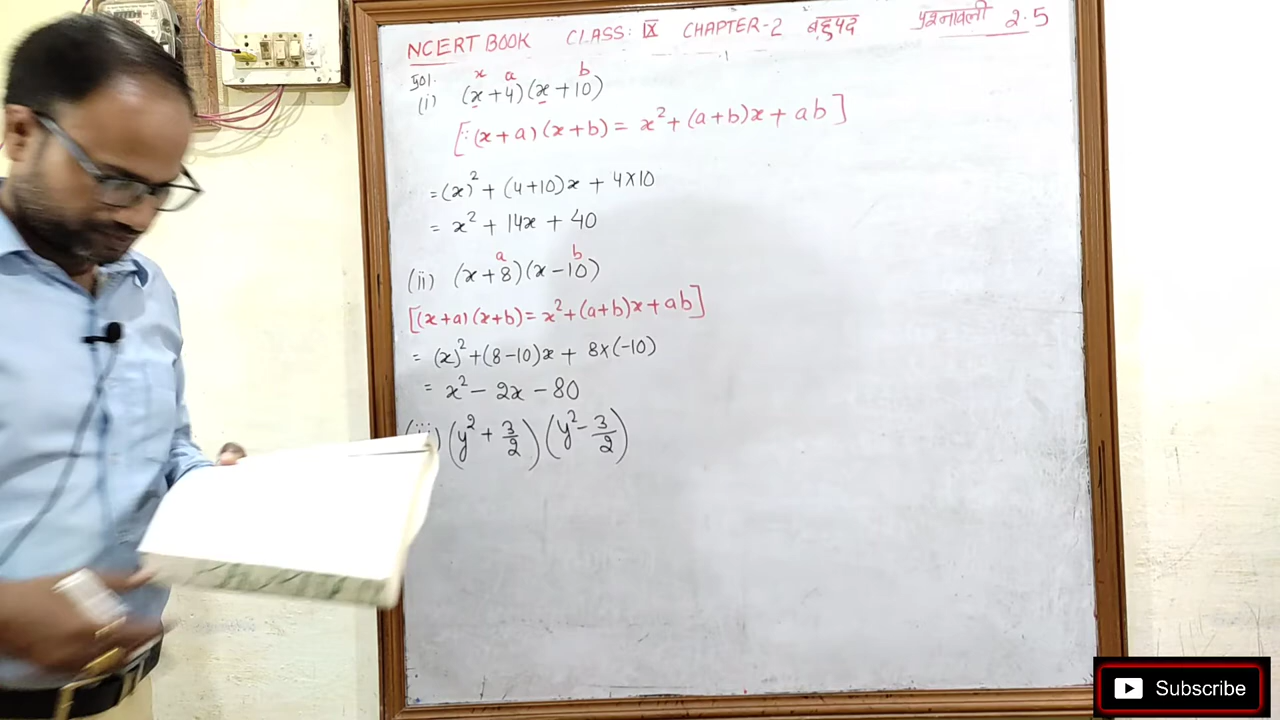 NCERT BOOK CLASS: IX CHAPTER-2 बहुपद प्रश्नावली 2.5
(i) (x+4)(x+10)
x a b
[∵(x+a)(x+b) = x²+(a+b)x+ab]
=(x)²+(4+10)x+4×10
= x²+14x+40
a b
(ii) (x+8)(x-10)
[(x+a)(x+b)=x²+(a+b)x+ab]
= (x)²+(8-10)x+8×(-10)
= x²-2x-80
(iii) (y²+3/2)(y²-3/2)
Subscribe